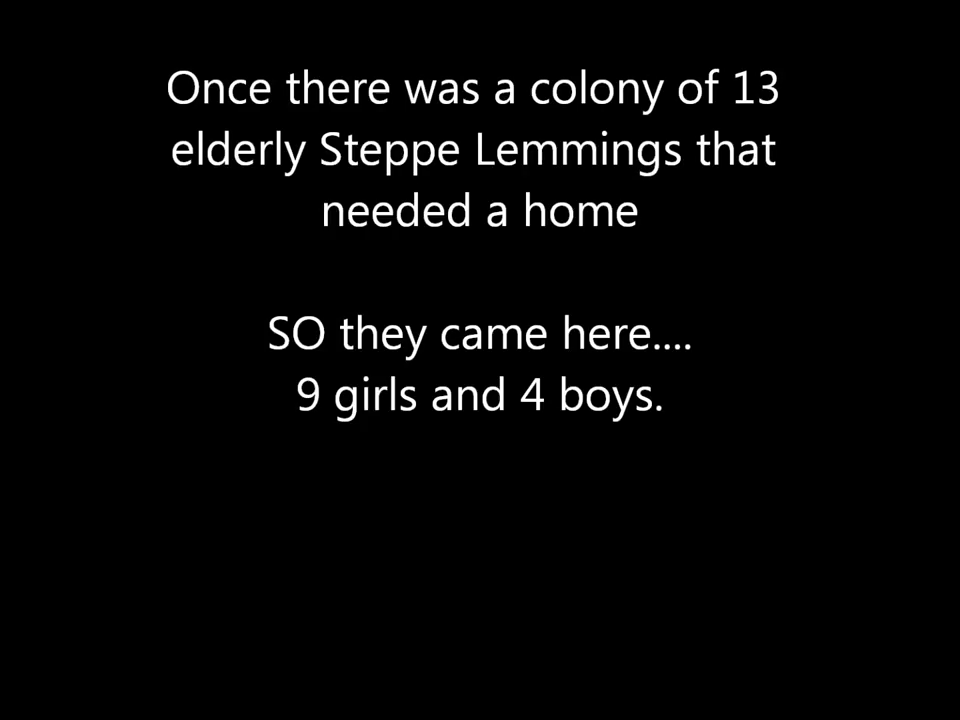 Once there was a colony of 13
elderly Steppe Lemmings that
needed a home
SO they came here....
9 girls and 4 boys.